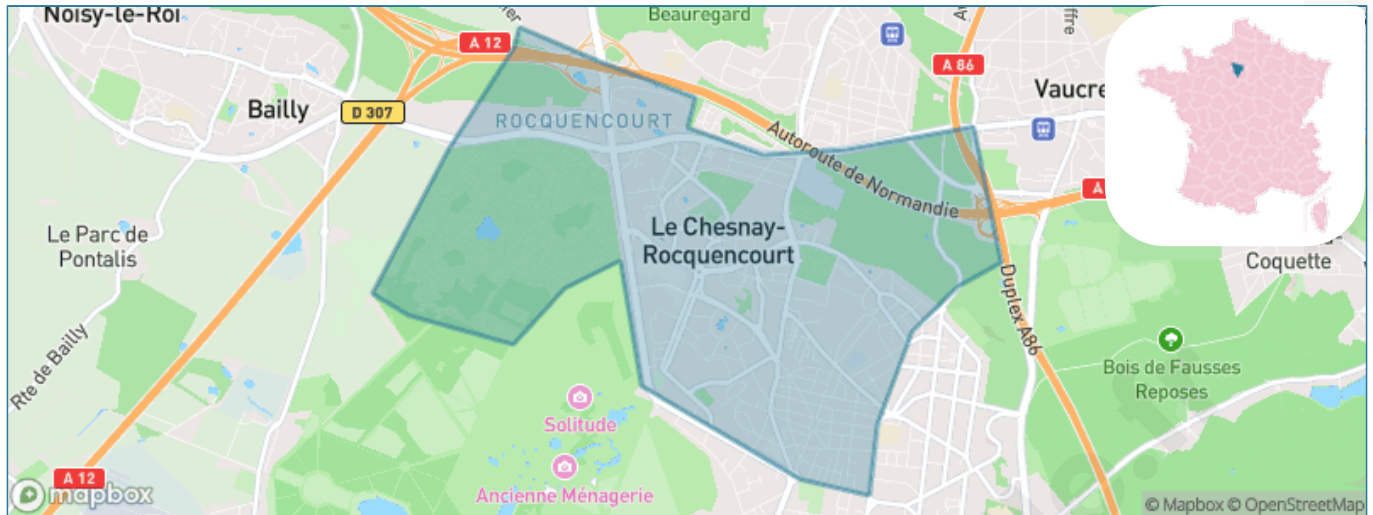 Noisy-le-Roi
Beauregard
A 12
A 86
Bailly
D 307
ROCQUENCOURT
Autoroute de Normandie
Le Chesnay-
Rocquencourt
Le Parc de
Pontalis
Coquette
Duplex A86
Rte de Bailly
Bois de Fausses
Reposes
Solitude
Ancienne Ménagerie
A 12
mapbox
© Mapbox © OpenStreetMap